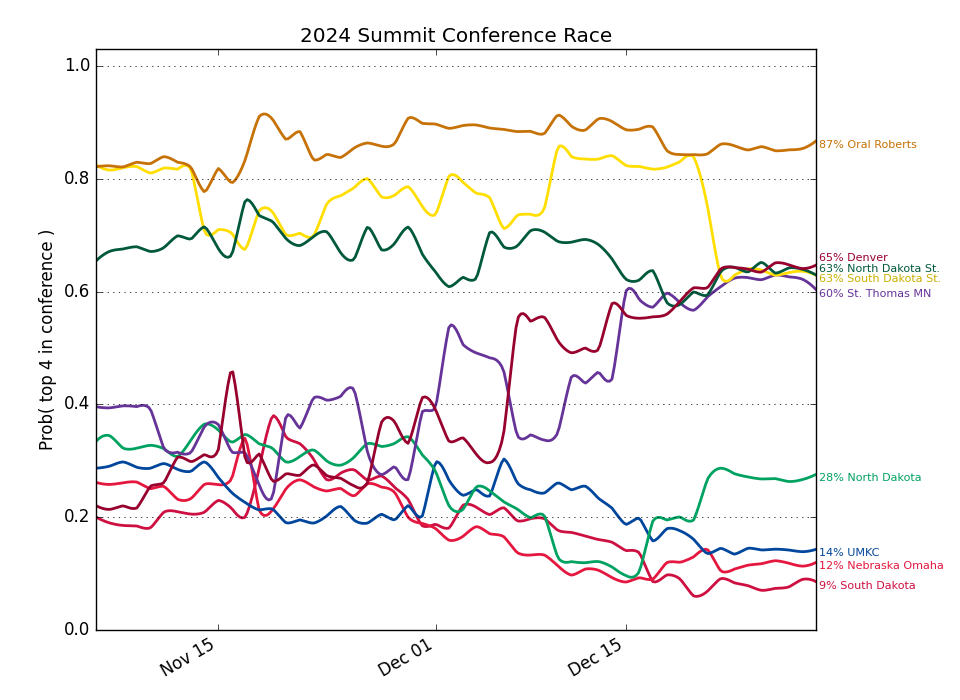 2024 Summit Conference Race
Prob( top 4 in conference )
1.0
0.8
0.6
0.4
0.2
0.0
Nov 15
Dec 01
Dec 15
87% Oral Roberts
65% Denver
63% North Dakota St.
63% South Dakota St.
60% St. Thomas MN
28% North Dakota
14% UMKC
12% Nebraska Omaha
9% South Dakota